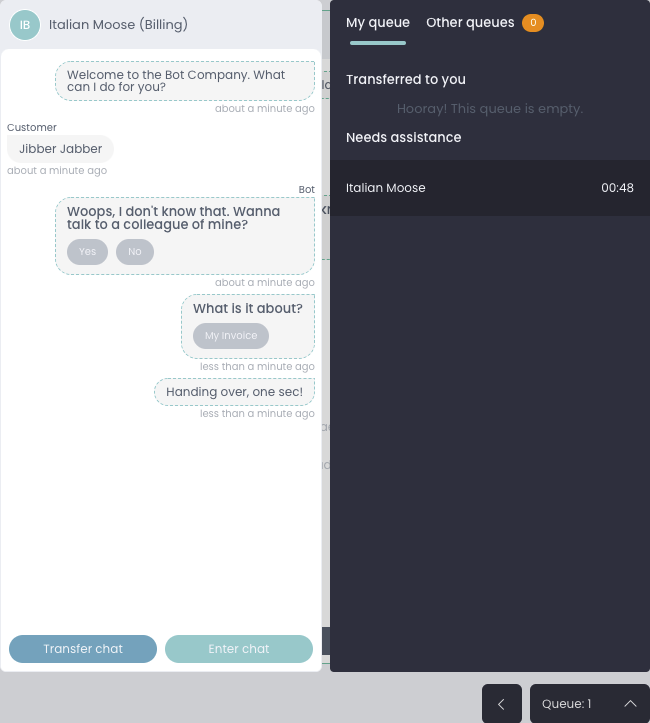 IB
Italian Moose (Billing)
Welcome to the Bot Company. What
can I do for you?
about a minute ago
Customer
Jibber Jabber
about a minute ago
Bot
Woops, I don't know that. Wanna
talk to a colleague of mine?
Yes
No
about a minute ago
What is it about?
My Invoice
less than a minute ago
Handing over, one sec!
less than a minute ago
Transfer chat
Enter chat
My queue
Other queues
0
Transferred to you
Hooray! This queue is empty.
Needs assistance
Italian Moose
00:48
Queue: 1